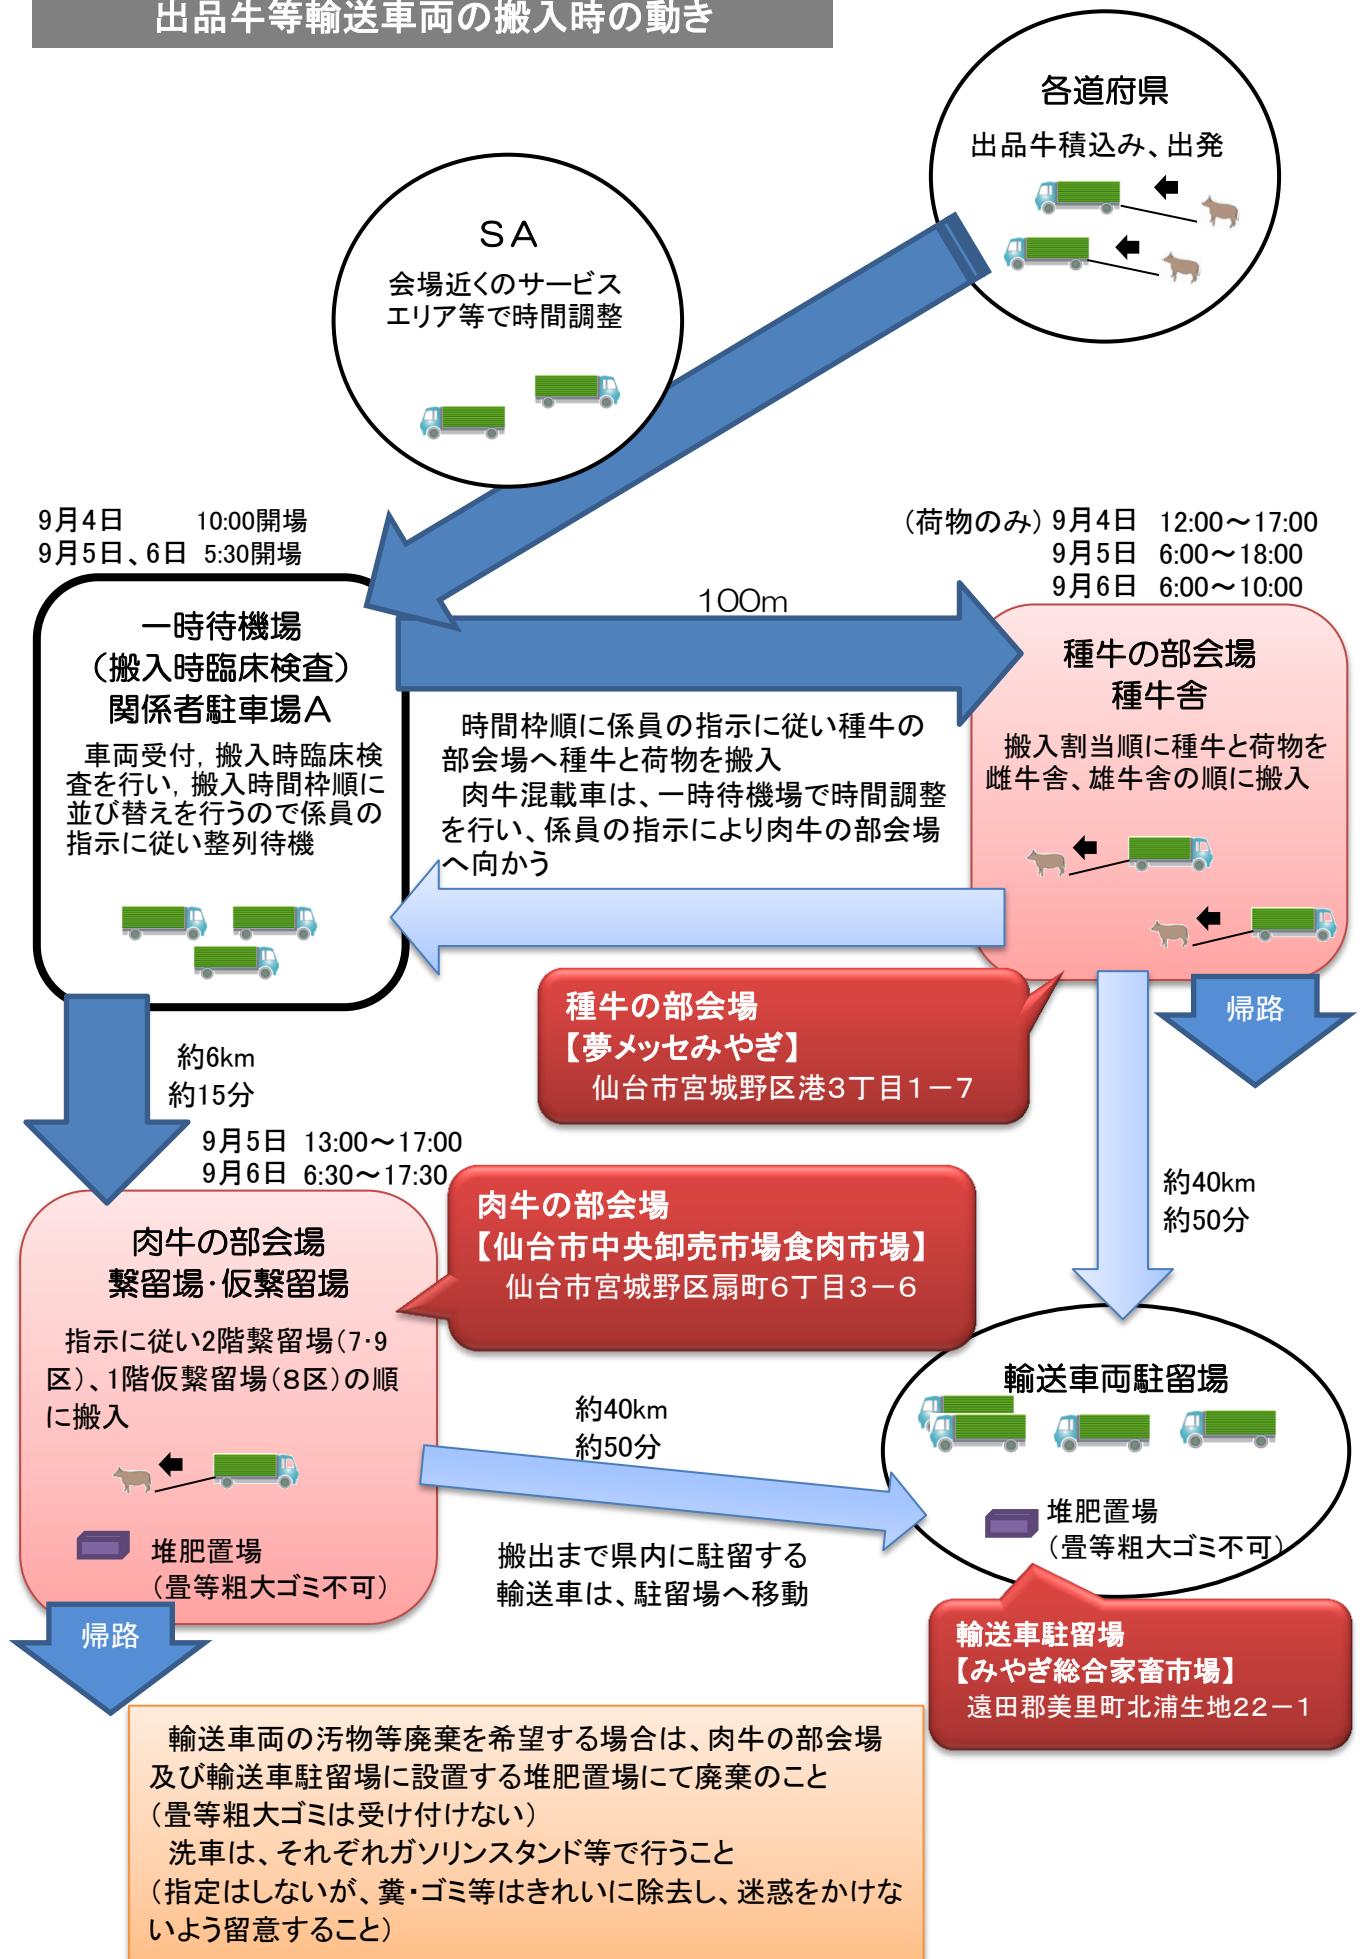 出品牛等輸送車両の搬入時の動き
各道府県
出品牛積込み、出発
ＳＡ
会場近くのサービス
エリア等で時間調整
9月4日 10:00開場
9月5日、6日 5:30開場
（荷物のみ）9月4日 12:00～17:00
9月5日 6:00～18:00
9月6日 6:00～10:00
一時待機場
（搬入時臨床検査）
関係者駐車場Ａ
車両受付，搬入時臨床検
査を行い，搬入時間枠順に
並び替えを行うので係員の
指示に従い整列待機
100m
時間枠順に係員の指示に従い種牛の
部会場へ種牛と荷物を搬入
肉牛混載車は、一時待機場で時間調整
を行い、係員の指示により肉牛の部会場
へ向かう
種牛の部会場
種牛舎
搬入割当順に種牛と荷物を
雌牛舎、雄牛舎の順に搬入
種牛の部会場
【夢メッセみやぎ】
仙台市宮城野区港３丁目１－７
帰路
約6km
約15分
9月5日 13:00～17:00
9月6日 6:30～17:30
肉牛の部会場
【仙台市中央卸売市場食肉市場】
仙台市宮城野区扇町６丁目３－６
約40km
約50分
肉牛の部会場
繋留場・仮繋留場
指示に従い2階繋留場（7・9
区）、1階仮繋留場（８区）の順
に搬入
堆肥置場
（畳等粗大ゴミ不可）
帰路
約40km
約50分
搬出まで県内に駐留する
輸送車は、駐留場へ移動
輸送車両駐留場
堆肥置場
（畳等粗大ゴミ不可）
輸送車駐留場
【みやぎ総合家畜市場】
遠田郡美里町北浦生地２２－１
輸送車両の汚物等廃棄を希望する場合は、肉牛の部会場
及び輸送車駐留場に設置する堆肥置場にて廃棄のこと
（畳等粗大ゴミは受け付けない）
洗車は、それぞれガソリンスタンド等で行うこと
（指定はしないが、糞・ゴミ等はきれいに除去し、迷惑をかけな
いよう留意すること）